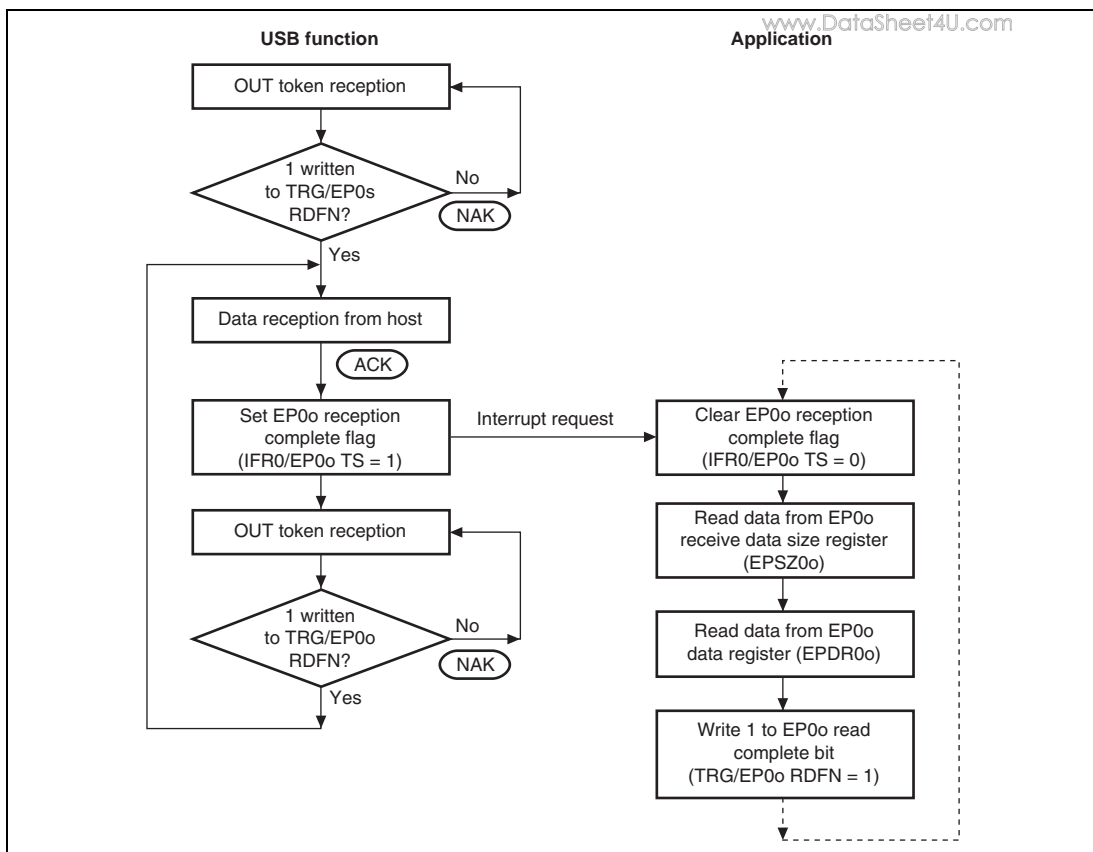 www.DataSheet4U.com
USB function
Application
OUT token reception
1 written
to TRG/EP0s
RDFN?
No
NAK
Yes
Data reception from host
ACK
Set EP0o reception
complete flag
(IFR0/EP0o TS = 1)
Interrupt request
Clear EP0o reception
complete flag
(IFR0/EP0o TS = 0)
OUT token reception
Read data from EP0o
receive data size register
(EPSZ0o)
1 written
to TRG/EP0o
RDFN?
No
NAK
Yes
Read data from EP0o
data register (EPDR0o)
Write 1 to EP0o read
complete bit
(TRG/EP0o RDFN = 1)